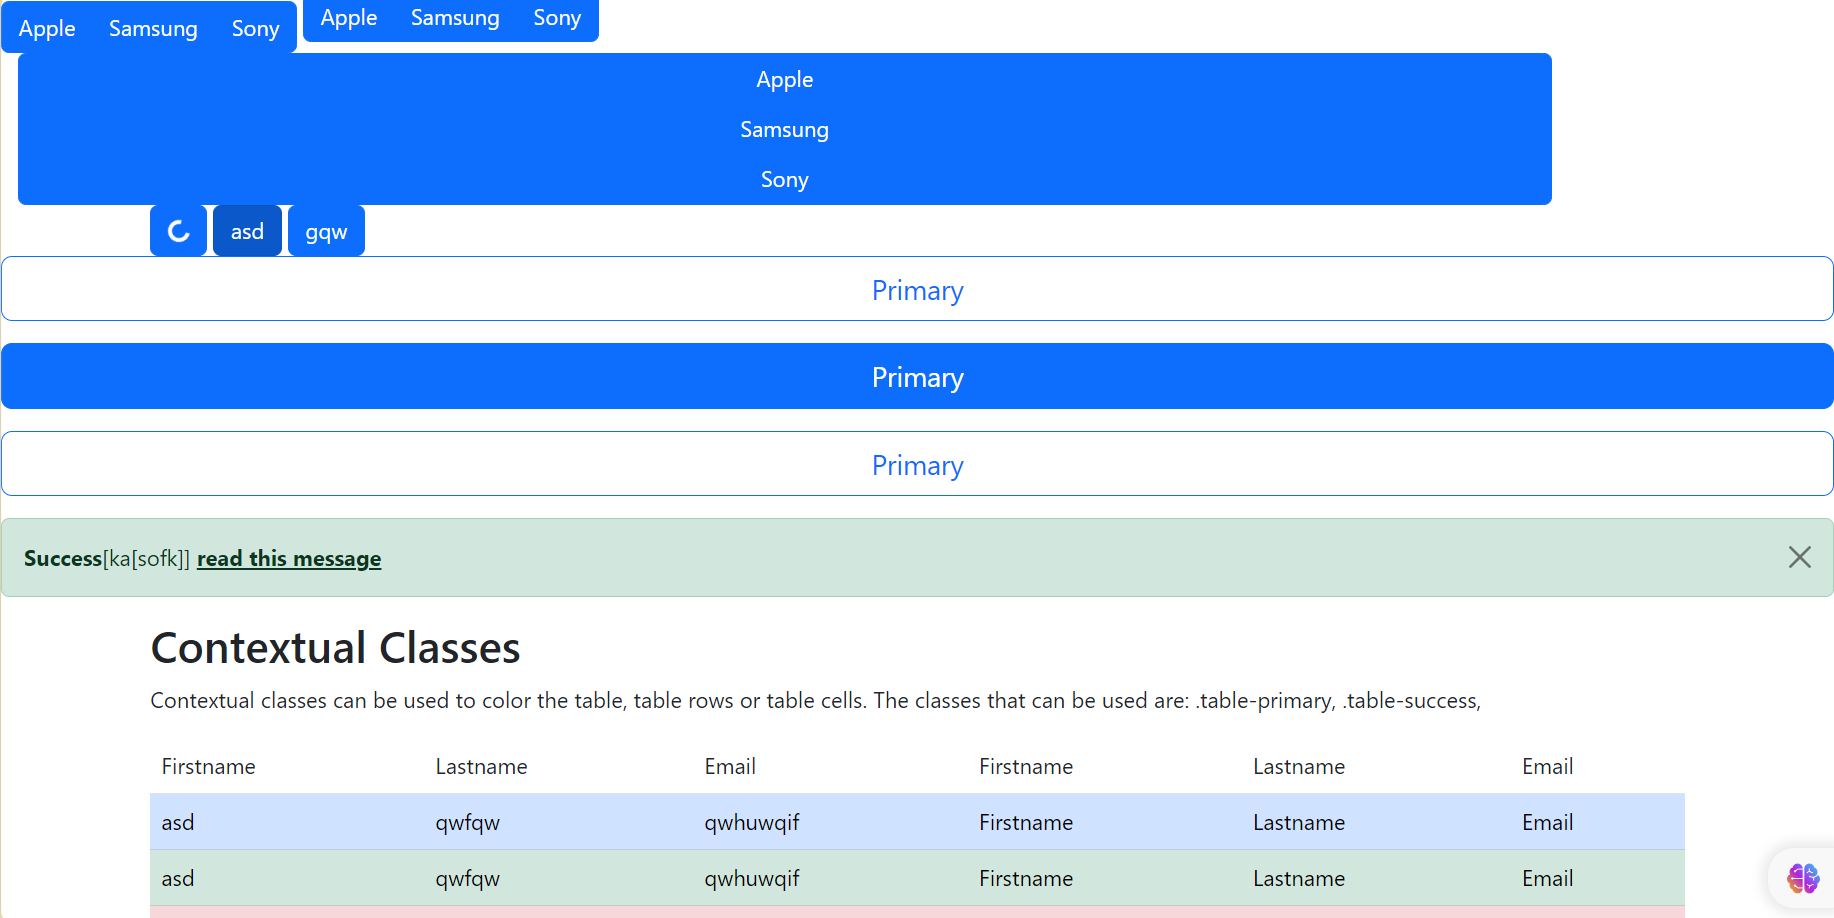 Apple Samsung Sony Apple Samsung Sony
Apple
Samsung
Sony
asd gqw
Primary
Primary
Primary
Success[ka[sofk]] read this message
Contextual Classes
Contextual classes can be used to color the table, table rows or table cells. The classes that can be used are: .table-primary, .table-success,
Firstname Lastname Email Firstname Lastname Email
asd qwfqw qwhuwqif Firstname Lastname Email
asd qwfqw qwhuwqif Firstname Lastname Email